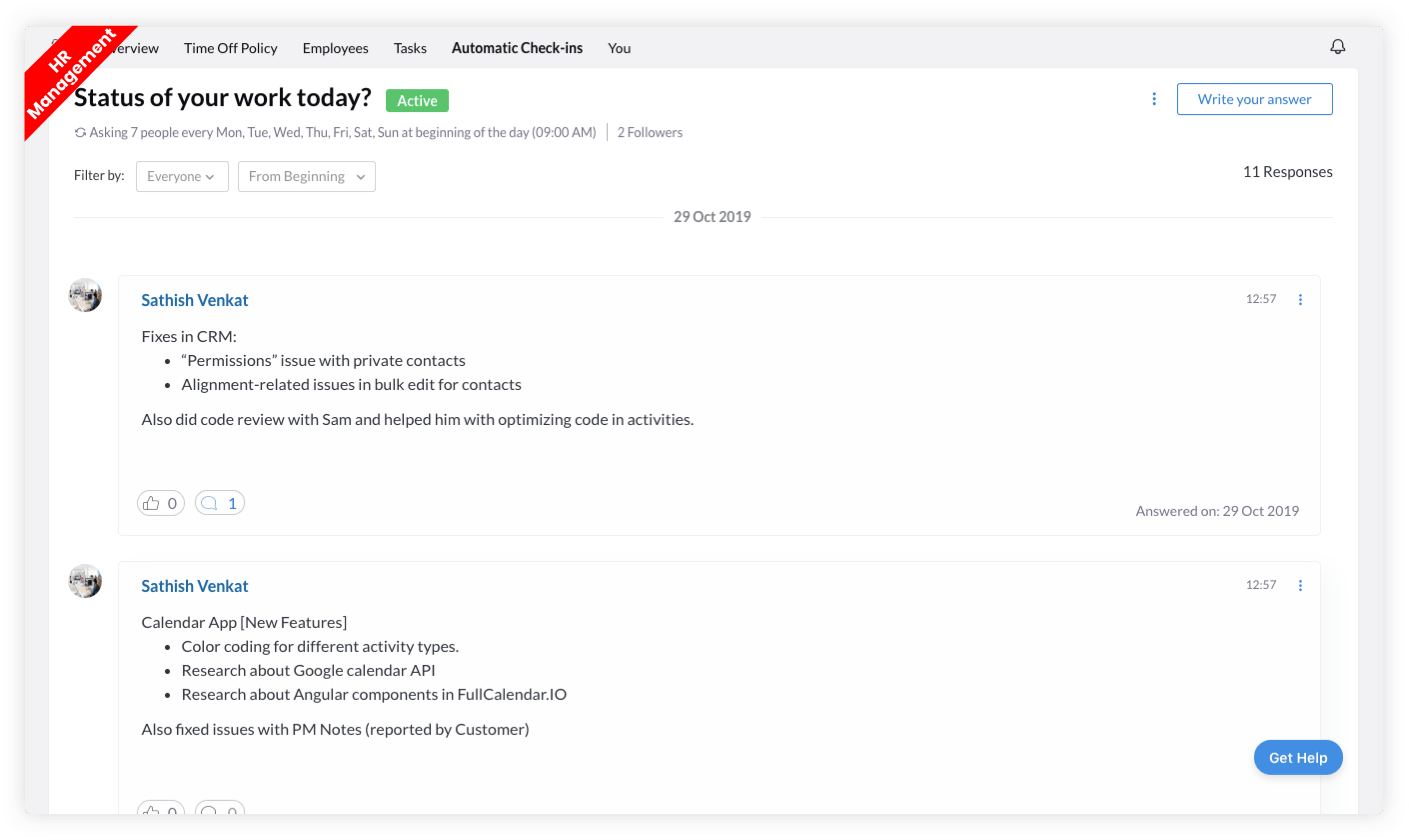 HR
Management
verview Time Off Policy Employees Tasks Automatic Check-ins You
Status of your work today? Active Write your answer
Asking 7 people every Mon, Tue, Wed, Thu, Fri, Sat, Sun at beginning of the day (09:00 AM) 2 Followers
Filter by: Everyone From Beginning 11 Responses
29 Oct 2019
Sathish Venkat 12:57
Fixes in CRM:
• “Permissions” issue with private contacts
• Alignment-related issues in bulk edit for contacts
Also did code review with Sam and helped him with optimizing code in activities.
0 1
Answered on: 29 Oct 2019
Sathish Venkat 12:57
Calendar App [New Features]
• Color coding for different activity types.
• Research about Google calendar API
• Research about Angular components in FullCalendar.IO
Also fixed issues with PM Notes (reported by Customer)
Get Help
0 0